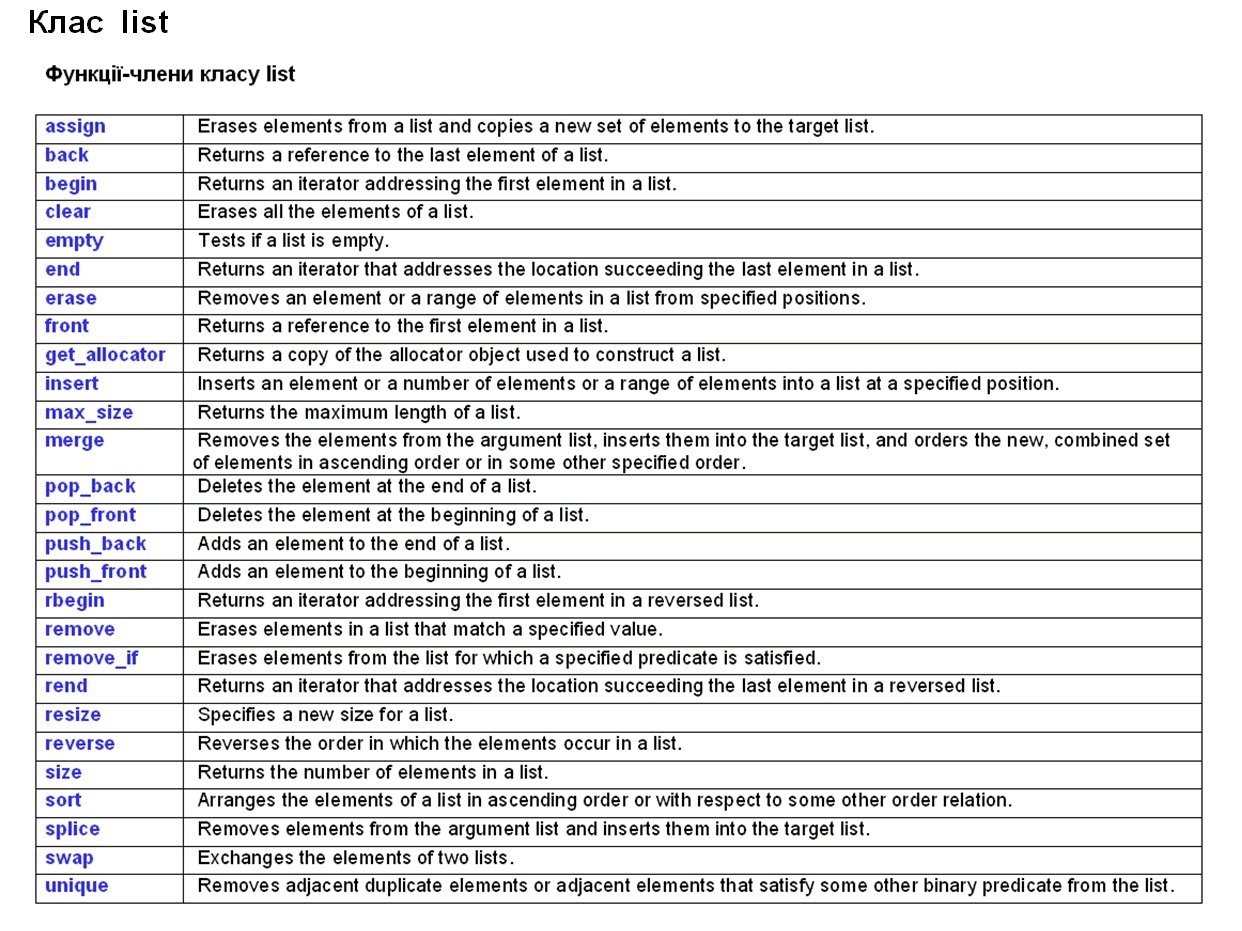 Клас list
Функції-члени класу list
assign Erases elements from a list and copies a new set of elements to the target list.
back Returns a reference to the last element of a list.
begin Returns an iterator addressing the first element in a list.
clear Erases all the elements of a list.
empty Tests if a list is empty.
end Returns an iterator that addresses the location succeeding the last element in a list.
erase Removes an element or a range of elements in a list from specified positions.
front Returns a reference to the first element in a list.
get_allocator Returns a copy of the allocator object used to construct a list.
insert Inserts an element or a number of elements or a range of elements into a list at a specified position.
max_size Returns the maximum length of a list.
merge Removes the elements from the argument list, inserts them into the target list, and orders the new, combined set
of elements in ascending order or in some other specified order.
pop_back Deletes the element at the end of a list.
pop_front Deletes the element at the beginning of a list.
push_back Adds an element to the end of a list.
push_front Adds an element to the beginning of a list.
rbegin Returns an iterator addressing the first element in a reversed list.
remove Erases elements in a list that match a specified value.
remove_if Erases elements from the list for which a specified predicate is satisfied.
rend Returns an iterator that addresses the location succeeding the last element in a reversed list.
resize Specifies a new size for a list.
reverse Reverses the order in which the elements occur in a list.
size Returns the number of elements in a list.
sort Arranges the elements of a list in ascending order or with respect to some other order relation.
splice Removes elements from the argument list and inserts them into the target list.
swap Exchanges the elements of two lists.
unique Removes adjacent duplicate elements or adjacent elements that satisfy some other binary predicate from the list.